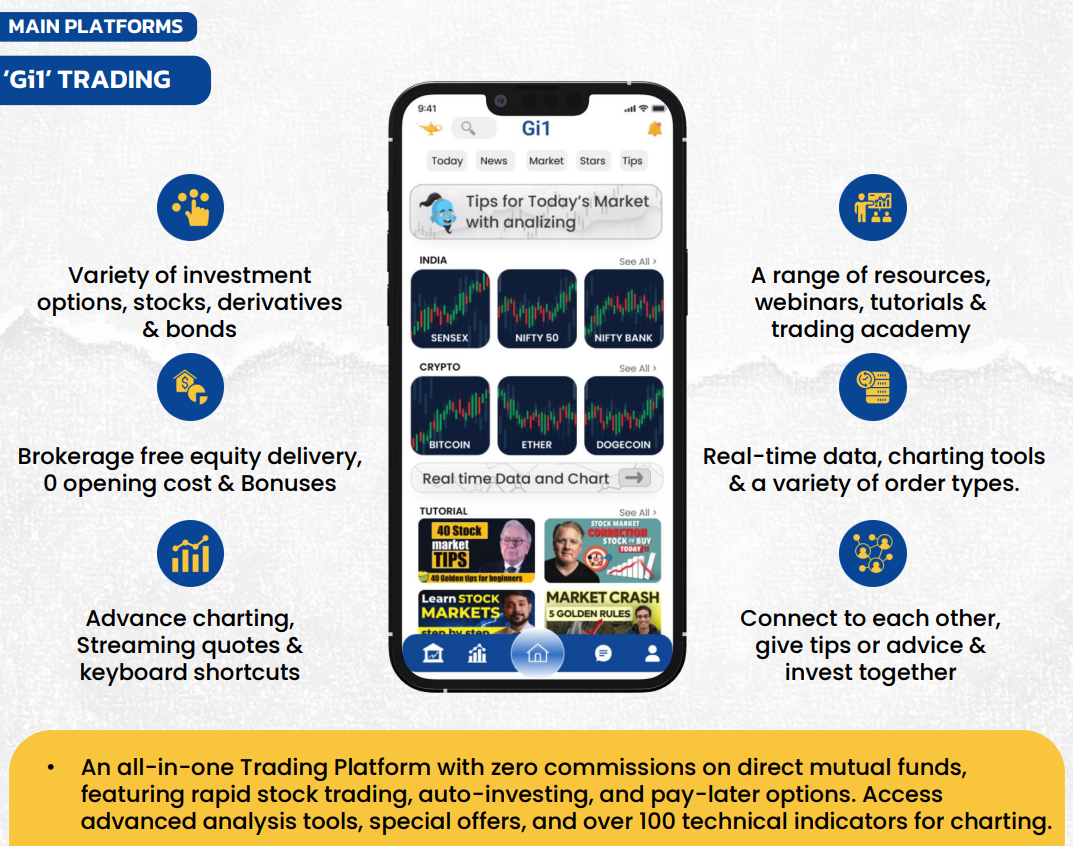 MAIN PLATFORMS
'Gi1' TRADING
Variety of investment
options, stocks, derivatives
& bonds
Brokerage free equity delivery,
0 opening cost & Bonuses
Advance charting,
Streaming quotes &
keyboard shortcuts
9:41
Gi1
Today News Market Stars Tips
Tips for Today's Market
with analizing
INDIA See All >
SENSEX NIFTY 50 NIFTY BANK
CRYPTO See All >
BITCOIN ETHER DOGECOIN
Real time Data and Chart
TUTORIAL See All >
40 Stock
market
TIPS
40 Golden tips for beginners
STOCK MARKET
CORRECTION
STOCK TO BUY
TODAY !!
Learn STOCK
MARKETS
step by step
MARKET CRASH
5 GOLDEN RULES
A range of resources,
webinars, tutorials &
trading academy
Real-time data, charting tools
& a variety of order types.
Connect to each other,
give tips or advice &
invest together
• An all-in-one Trading Platform with zero commissions on direct mutual funds,
featuring rapid stock trading, auto-investing, and pay-later options. Access
advanced analysis tools, special offers, and over 100 technical indicators for charting.